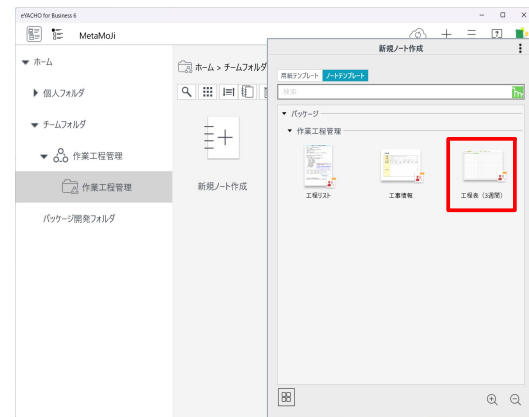 eYACHO for Business 6
MetaMoJi
ホーム
個人フォルダ
チームフォルダ
作業工程管理
作業工程管理
パッケージ開発フォルダ
ホーム > チームフォルダ
新規ノート作成
新規ノート作成
用紙テンプレート ノートテンプレート
検索
パッケージ
作業工程管理
工程リスト 工事情報 工程表（3週間）